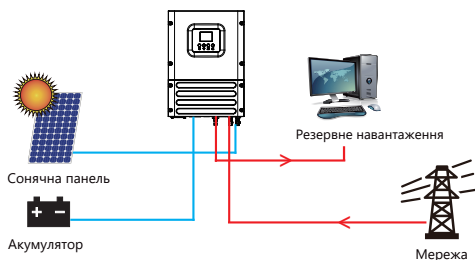 Резервне навантаження
Сонячна панель
Акумулятор
Мережа